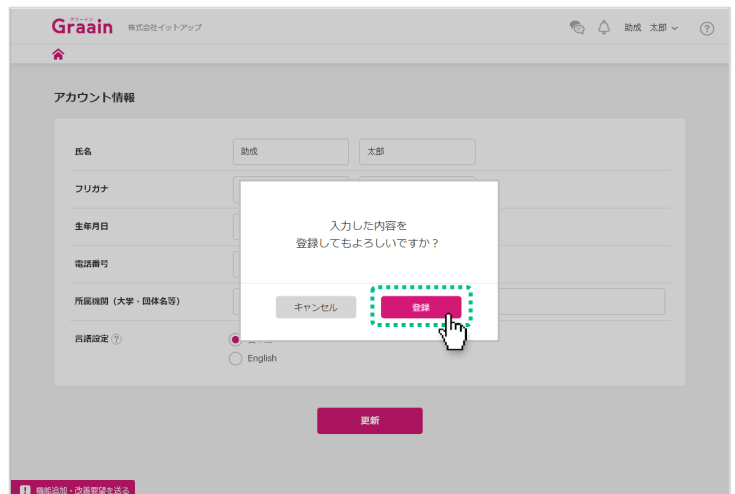 グラーイン
Graain 株式会社イットアップ
助成 太郎
?
アカウント情報
氏名 助成 太郎
フリガナ
生年月日
電話番号
所属機関（大学・団体名等）
言語設定 ?
English
入力した内容を
登録してもよろしいですか？
キャンセル 登録
更新
! 機能追加・改善要望を送る